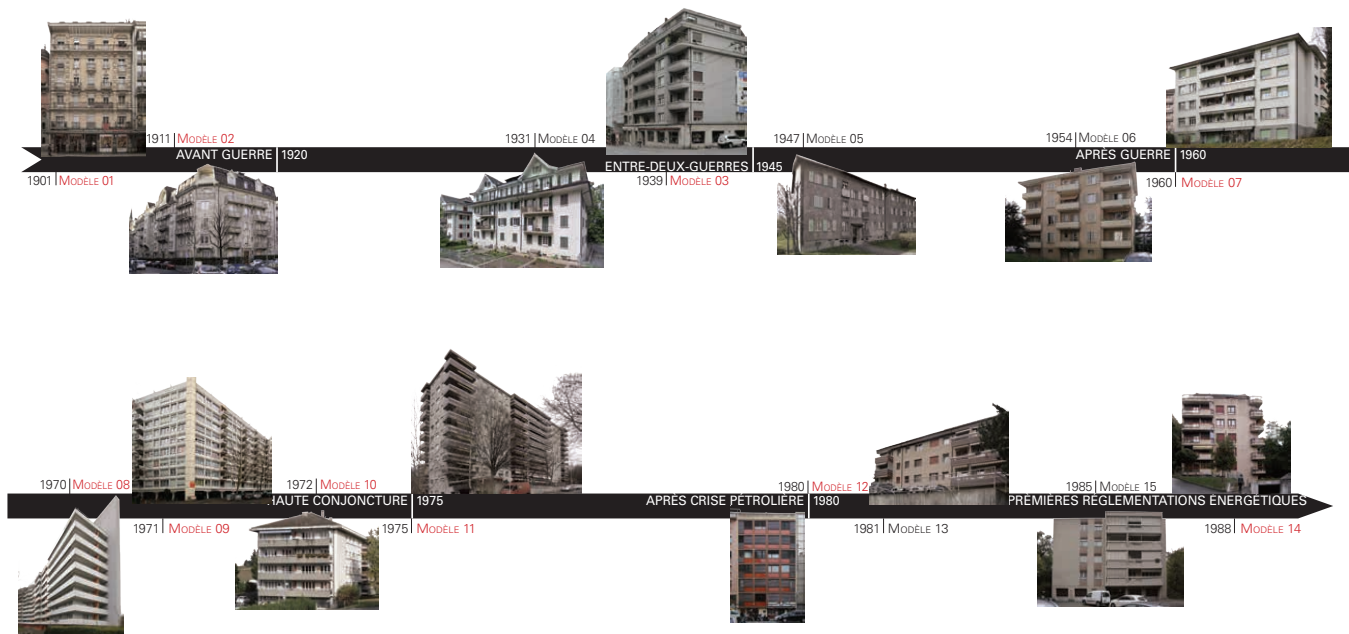 1911 | MODÈLE 02
1931 | MODÈLE 04
1947 | MODÈLE 05
1954 | MODÈLE 06
AVANT GUERRE | 1920
ENTRE-DEUX-GUERRES | 1945
APRÈS GUERRE | 1960
1901 | MODÈLE 01
1939 | MODÈLE 03
1960 | MODÈLE 07
1970 | MODÈLE 08
1972 | MODÈLE 10
1980 | MODÈLE 12
1985 | MODÈLE 15
HAUTE CONJONCTURE | 1975
APRÈS CRISE PÉTROLIÈRE | 1980
PREMIÈRES RÉGLEMENTATIONS ÉNERGÉTIQUES
1971 | MODÈLE 09
1975 | MODÈLE 11
1981 | MODÈLE 13
1988 | MODÈLE 14